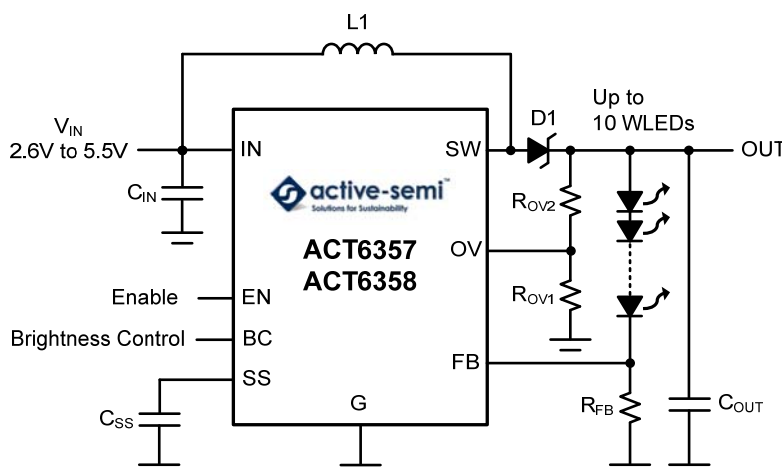 L1
V_IN
2.6V to 5.5V
C_IN
IN
SW
D1
Up to
10 WLEDs
OUT
active-semi™
Solutions for Sustainability
ACT6357
ACT6358
R_OV2
OV
R_OV1
Enable
EN
Brightness Control
BC
SS
C_SS
G
FB
R_FB
C_OUT